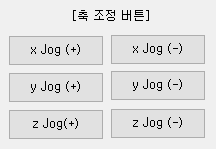 [축 조정 버튼]
x Jog (+) x Jog (-)
y Jog (+) y Jog (-)
z Jog(+) z Jog (-)